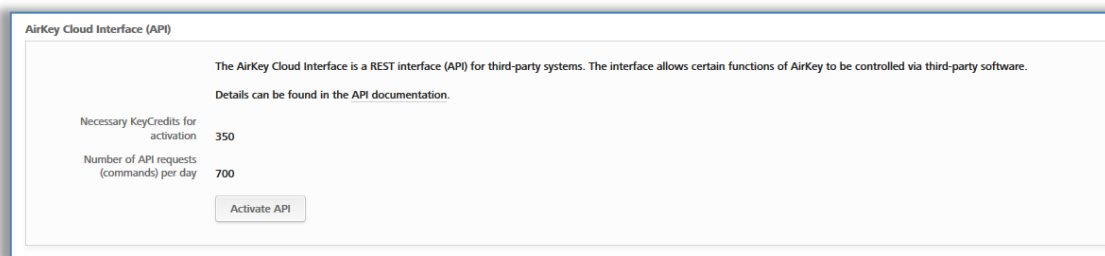 AirKey Cloud Interface (API)
The AirKey Cloud Interface is a REST interface (API) for third-party systems. The interface allows certain functions of AirKey to be controlled via third-party software.
Details can be found in the API documentation.
Necessary KeyCredits for
activation 350
Number of API requests
(commands) per day 700
Activate API